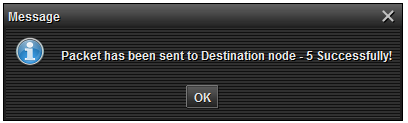 Message
Packet has been sent to Destination node - 5 Successfully!
OK